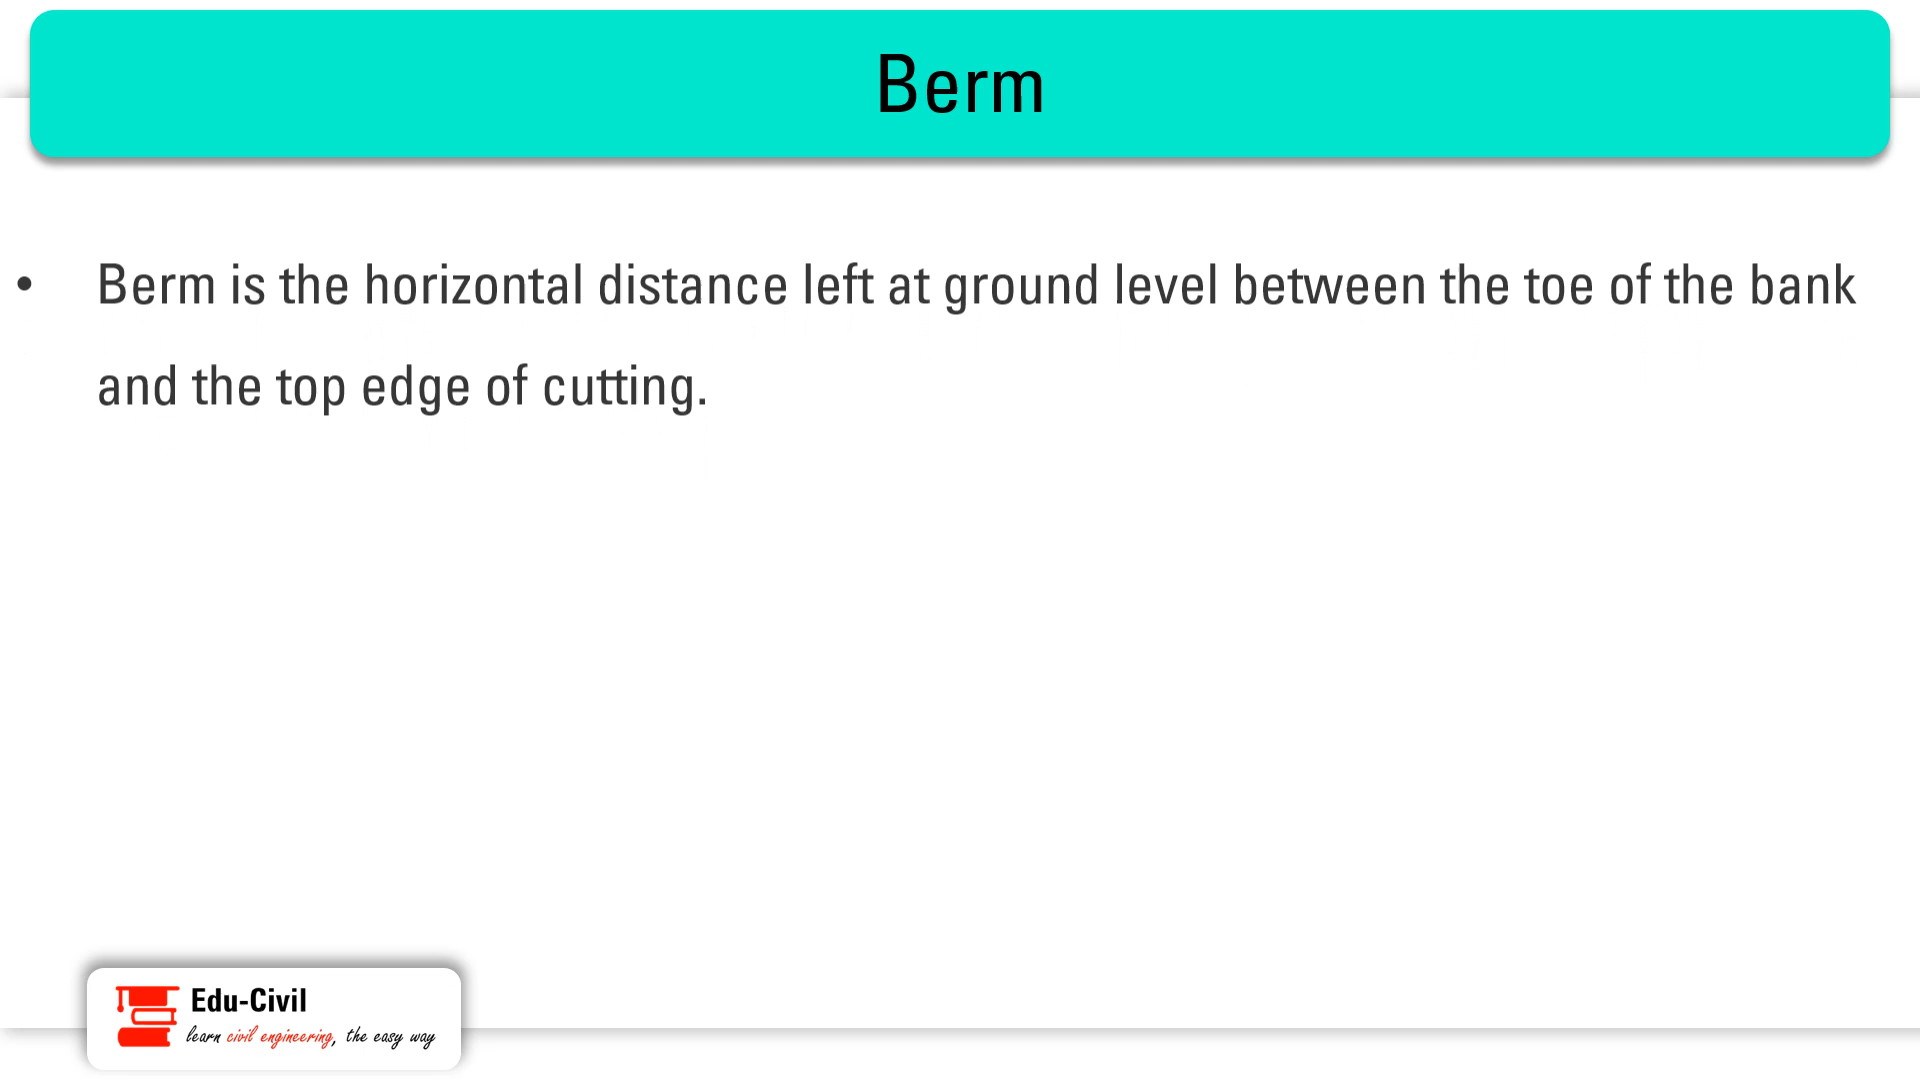 Berm
• Berm is the horizontal distance left at ground level between the toe of the bank
and the top edge of cutting.
Edu-Civil
learn civil engineering, the easy way